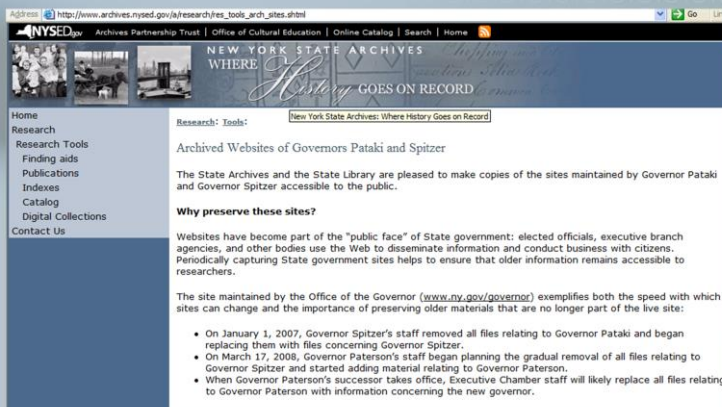 Address http://www.archives.nysed.gov/a/research/res_tools_arch_sites.shtml Go
NYSED.gov Archives Partnership Trust | Office of Cultural Education | Online Catalog | Search | Home
NEW YORK STATE ARCHIVES
WHERE
History GOES ON RECORD
New York State Archives: Where History Goes on Record
Home
Research
Research Tools
Finding aids
Publications
Indexes
Catalog
Digital Collections
Contact Us
Research: Tools:
Archived Websites of Governors Pataki and Spitzer
The State Archives and the State Library are pleased to make copies of the sites maintained by Governor Pataki
and Governor Spitzer accessible to the public.
Why preserve these sites?
Websites have become part of the "public face" of State government: elected officials, executive branch
agencies, and other bodies use the Web to disseminate information and conduct business with citizens.
Periodically capturing State government sites helps to ensure that older information remains accessible to
researchers.
The site maintained by the Office of the Governor (www.ny.gov/governor) exemplifies both the speed with which
sites can change and the importance of preserving older materials that are no longer part of the live site:
• On January 1, 2007, Governor Spitzer's staff removed all files relating to Governor Pataki and began
replacing them with files concerning Governor Spitzer.
• On March 17, 2008, Governor Paterson's staff began planning the gradual removal of all files relating to
Governor Spitzer and started adding material relating to Governor Paterson.
• When Governor Paterson's successor takes office, Executive Chamber staff will likely replace all files relating
to Governor Paterson with information concerning the new governor.